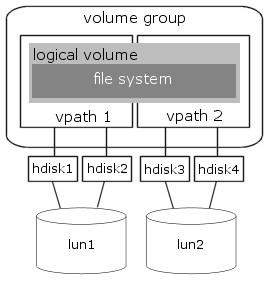 volume group
logical volume
file system
vpath 1
vpath 2
hdisk1
hdisk2
hdisk3
hdisk4
lun1
lun2